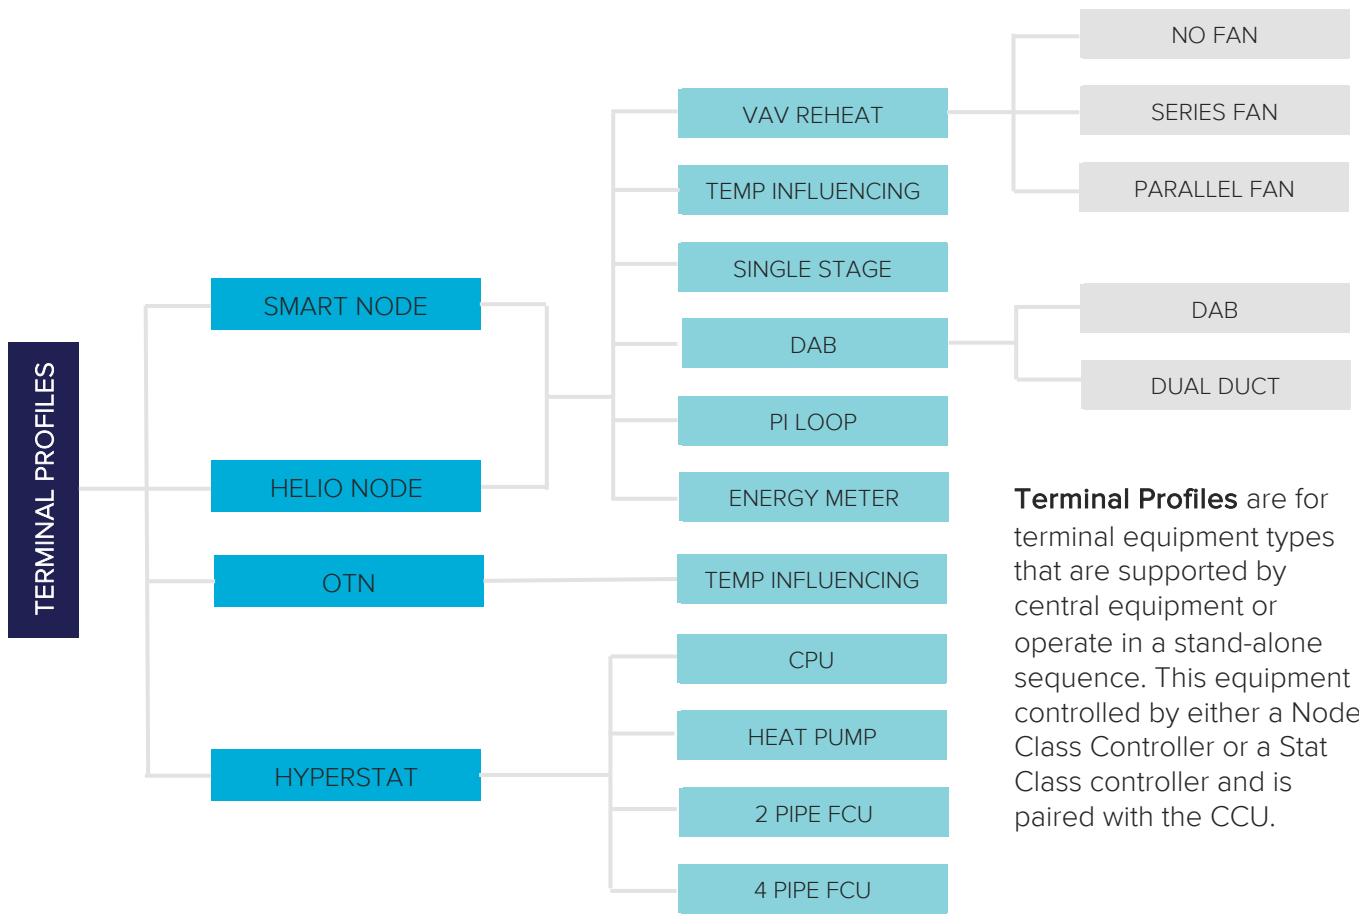 TERMINAL PROFILES
SMART NODE
HELIO NODE
OTN
HYPERSTAT
VAV REHEAT
TEMP INFLUENCING
SINGLE STAGE
DAB
PI LOOP
ENERGY METER
TEMP INFLUENCING
CPU
HEAT PUMP
2 PIPE FCU
4 PIPE FCU
NO FAN
SERIES FAN
PARALLEL FAN
DAB
DUAL DUCT
Terminal Profiles are for
terminal equipment types
that are supported by
central equipment or
operate in a stand-alone
sequence. This equipment
controlled by either a Node
Class Controller or a Stat
Class controller and is
paired with the CCU.